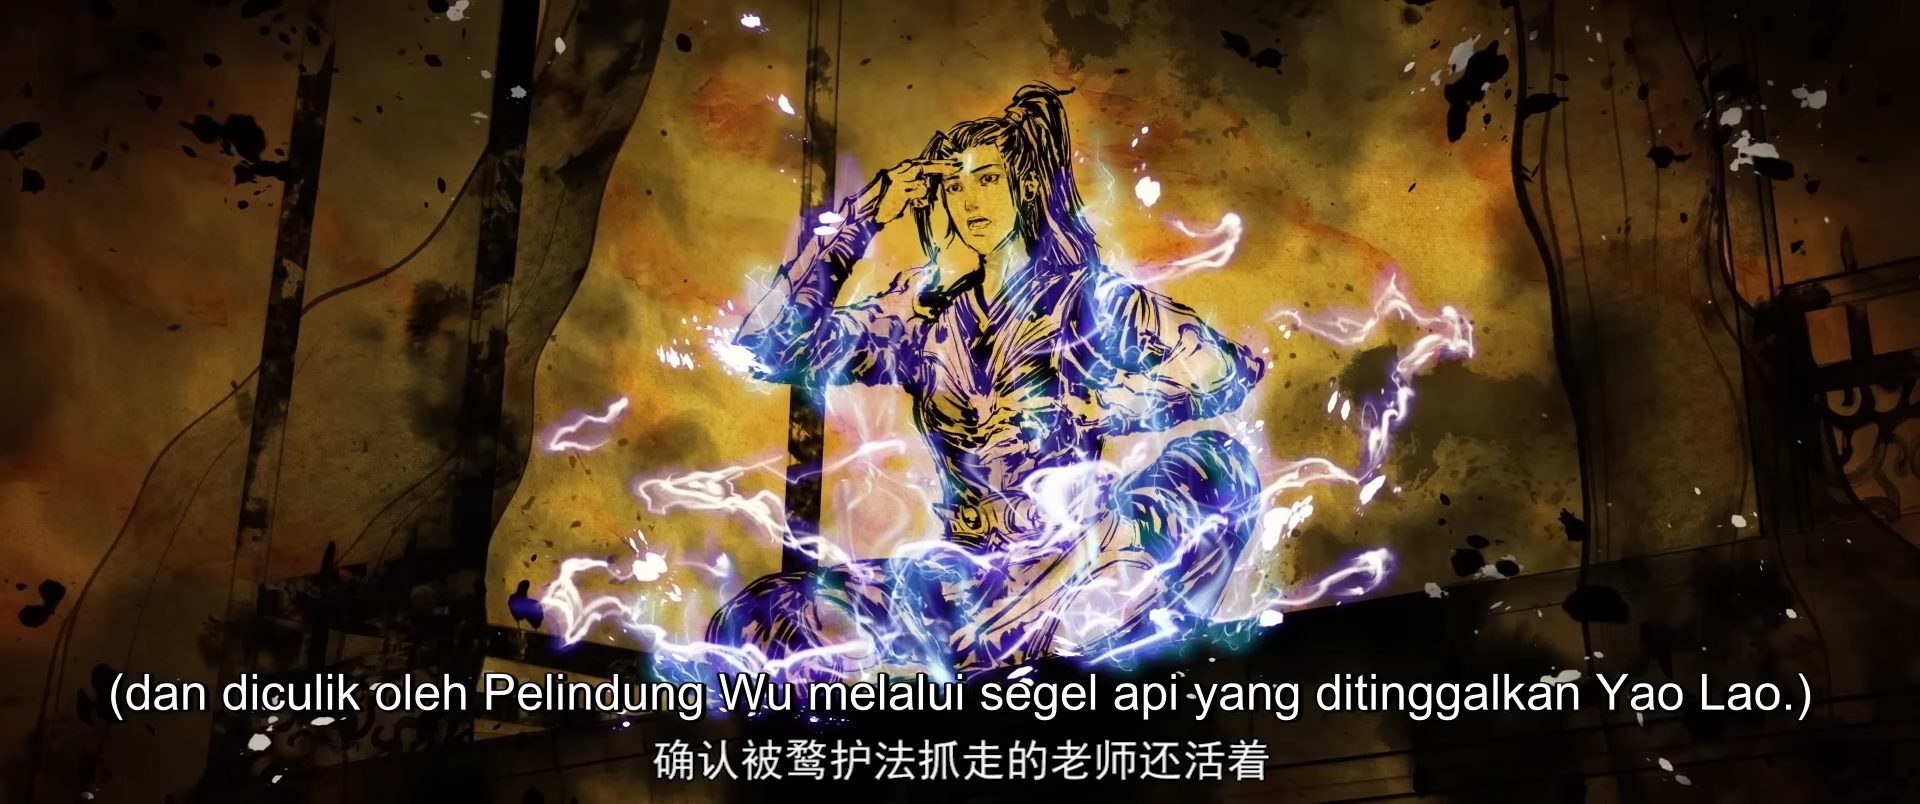 (dan diculik oleh Pelindung Wu melalui segel api yang ditinggalkan Yao Lao.)
确认被鹜护法抓走的老师还活着